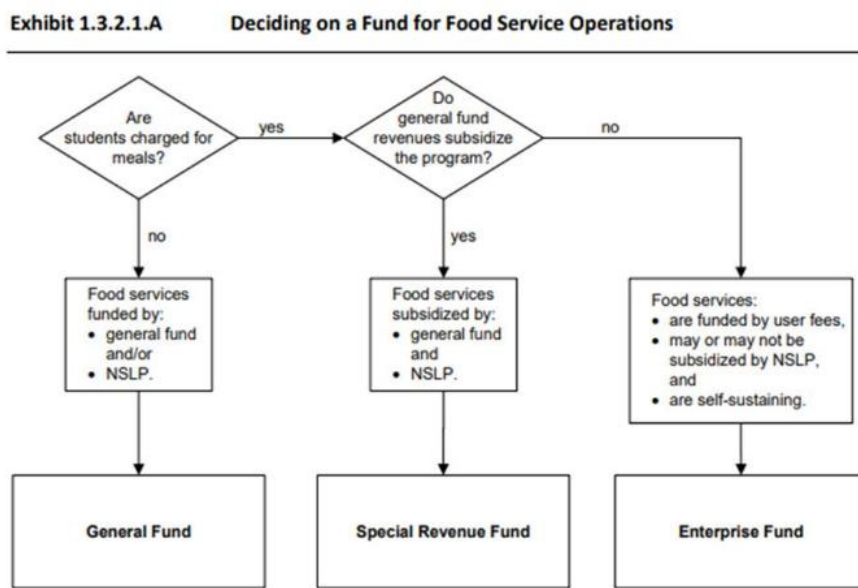 Exhibit 1.3.2.1.A Deciding on a Fund for Food Service Operations
Are
students charged for
meals?
yes
Do
general fund
revenues subsidize
the program?
no
no
yes
Food services
funded by:
• general fund
and/or
• NSLP.
Food services
subsidized by:
• general fund
and
• NSLP.
Food services:
• are funded by user fees,
• may or may not be
subsidized by NSLP,
and
• are self-sustaining.
General Fund
Special Revenue Fund
Enterprise Fund